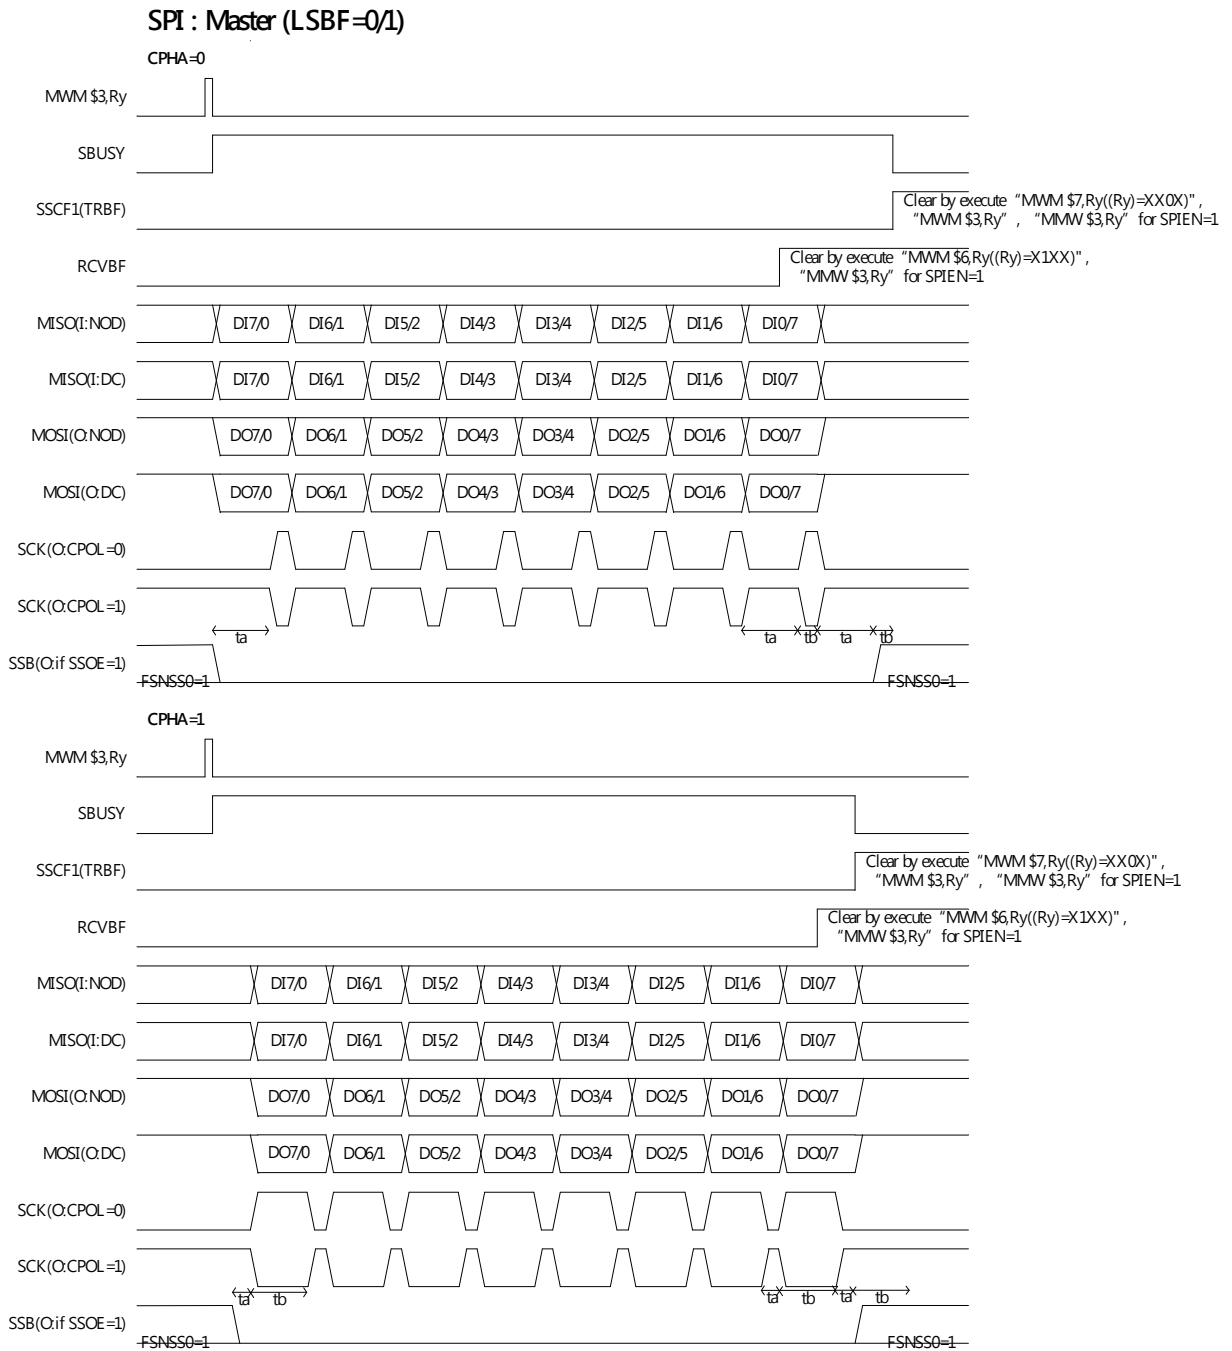 SPI : Master (LSBF=0/1)
CPHA=0
MWM $3,Ry
SBUSY
SSCF1(TRBF)
Clear by execute “MWM $7,Ry((Ry)=XX0X)",
“MWM $3,Ry” , “MMW $3,Ry” for SPIEN=1
RCVBF
Clear by execute “MWM $6,Ry((Ry)=X1XX)",
“MMW $3,Ry” for SPIEN=1
MISO(I:NOD) DI7/0 DI6/1 DI5/2 DI4/3 DI3/4 DI2/5 DI1/6 DI0/7
MISO(I:DC) DI7/0 DI6/1 DI5/2 DI4/3 DI3/4 DI2/5 DI1/6 DI0/7
MOSI(O:NOD) DO7/0 DO6/1 DO5/2 DO4/3 DO3/4 DO2/5 DO1/6 DO0/7
MOSI(O:DC) DO7/0 DO6/1 DO5/2 DO4/3 DO3/4 DO2/5 DO1/6 DO0/7
SCK(O:CPOL=0)
SCK(O:CPOL=1)
ta ta tb ta tb
SSB(O:if SSOE=1)
FSNSS0=1 FSNSS0=1
CPHA=1
MWM $3,Ry
SBUSY
SSCF1(TRBF)
Clear by execute “MWM $7,Ry((Ry)=XX0X)",
“MWM $3,Ry” , “MMW $3,Ry” for SPIEN=1
RCVBF
Clear by execute “MWM $6,Ry((Ry)=X1XX)",
“MMW $3,Ry” for SPIEN=1
MISO(I:NOD) DI7/0 DI6/1 DI5/2 DI4/3 DI3/4 DI2/5 DI1/6 DI0/7
MISO(I:DC) DI7/0 DI6/1 DI5/2 DI4/3 DI3/4 DI2/5 DI1/6 DI0/7
MOSI(O:NOD) DO7/0 DO6/1 DO5/2 DO4/3 DO3/4 DO2/5 DO1/6 DO0/7
MOSI(O:DC) DO7/0 DO6/1 DO5/2 DO4/3 DO3/4 DO2/5 DO1/6 DO0/7
SCK(O:CPOL=0)
SCK(O:CPOL=1)
ta tb ta tb ta tb
SSB(O:if SSOE=1)
FSNSS0=1 FSNSS0=1